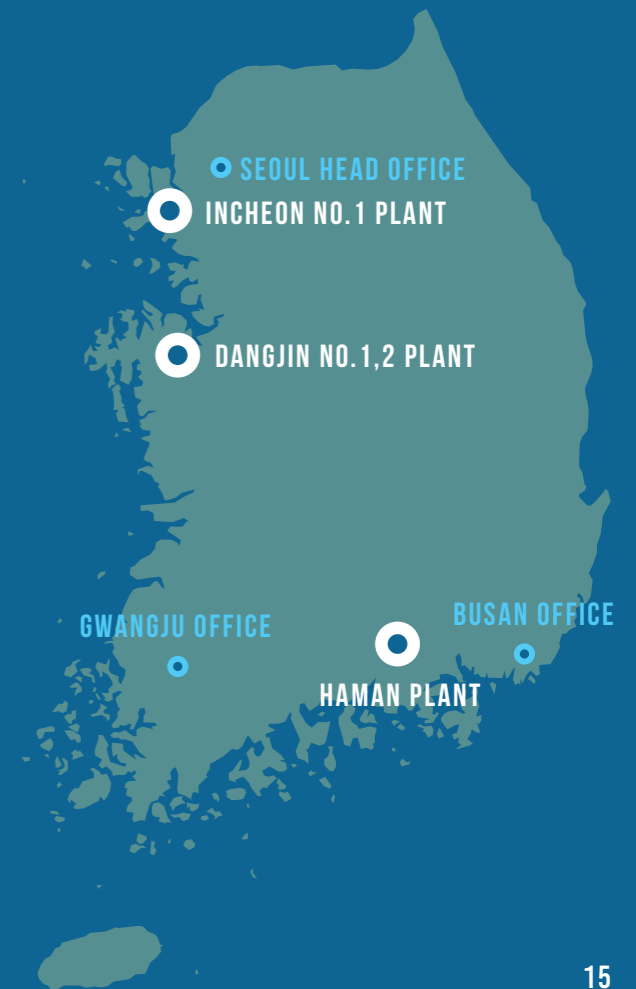 SEOUL HEAD OFFICE
INCHEON NO.1 PLANT
DANGJIN NO.1,2 PLANT
GWANGJU OFFICE
BUSAN OFFICE
HAMAN PLANT
15